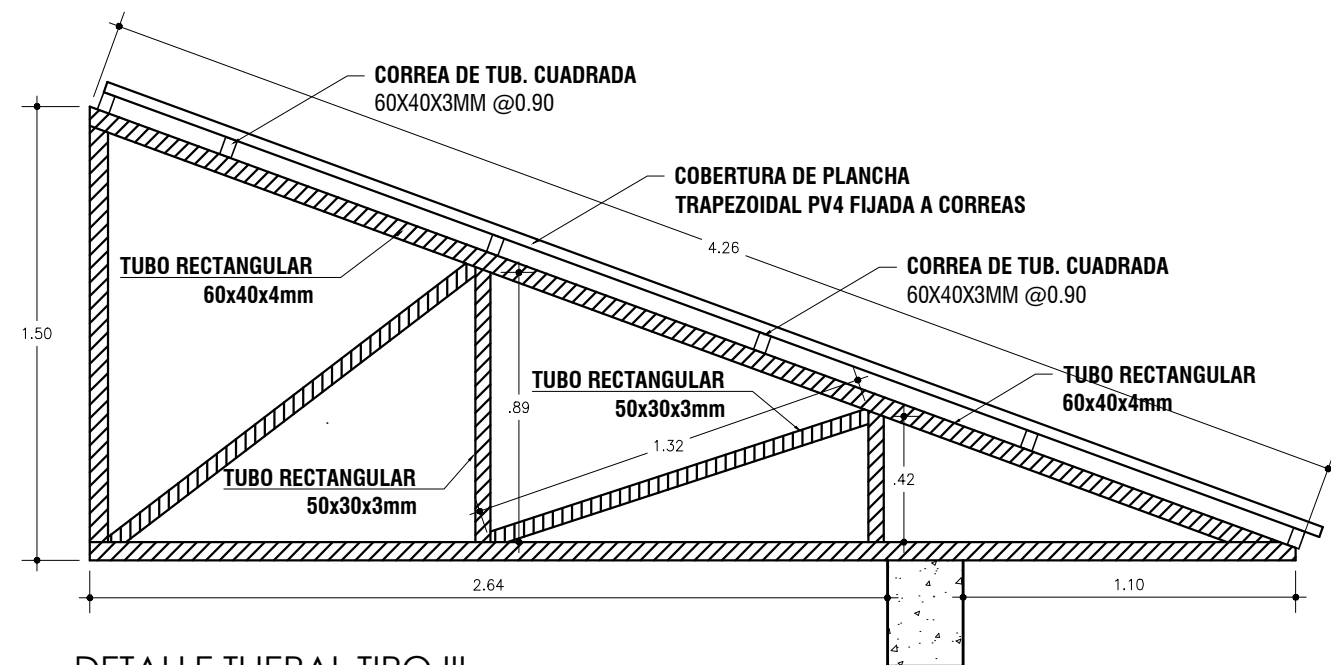 CORREA DE TUB. CUADRADA
60X40X3MM @0.90
COBERTURA DE PLANCHA
TRAPEZOIDAL PV4 FIJADA A CORREAS
4.26
TUBO RECTANGULAR
60x40x4mm
CORREA DE TUB. CUADRADA
60X40X3MM @0.90
1.50
TUBO RECTANGULAR
50x30x3mm
TUBO RECTANGULAR
60x40x4mm
.89
1.32
TUBO RECTANGULAR
50x30x3mm
.42
2.64
1.10
DETALLE TIJERAL TIPO III